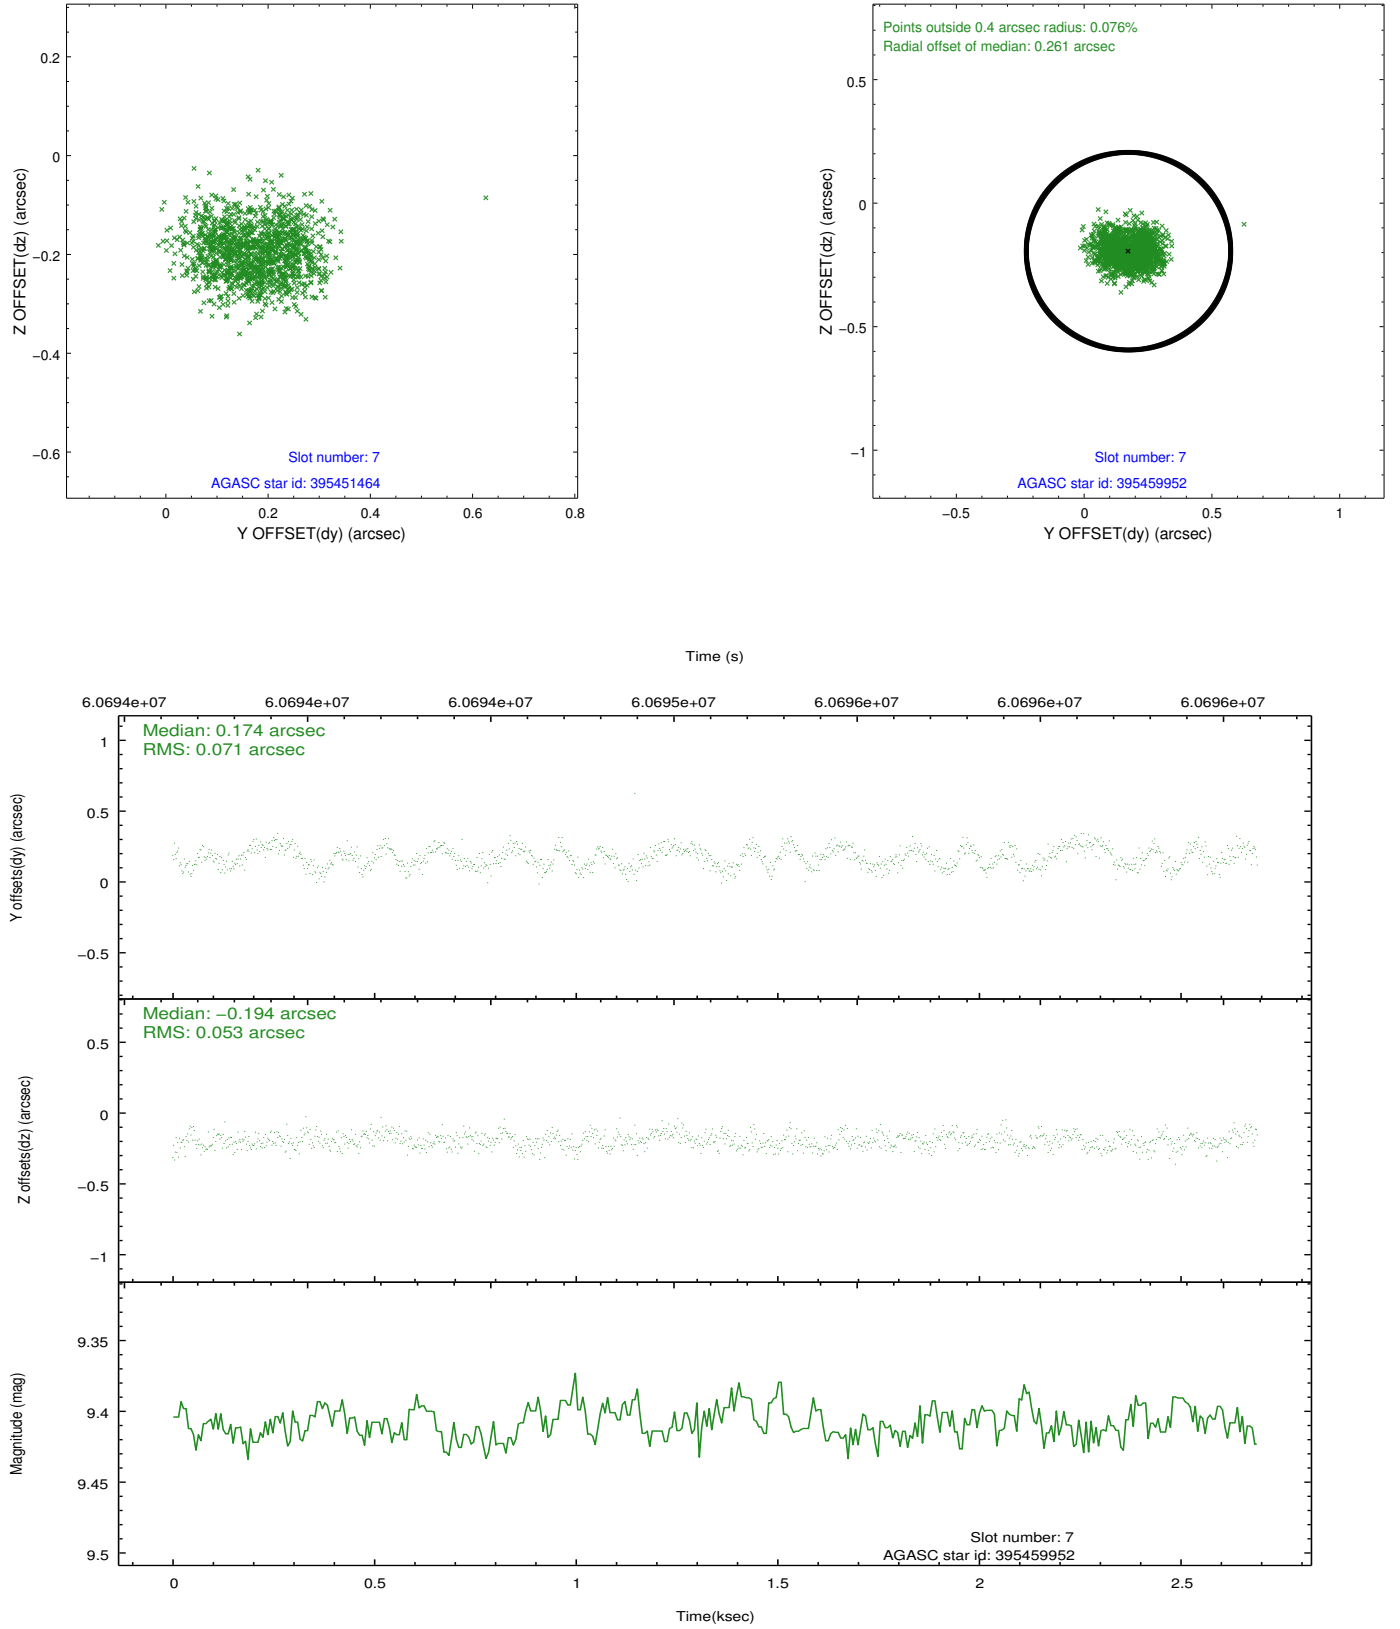 0.2
0
−0.2
−0.4
−0.6
Z OFFSET(dz) (arcsec)
Slot number: 7
AGASC star id: 395451464
0
0.2
0.4
0.6
0.8
Y OFFSET(dy) (arcsec)
Points outside 0.4 arcsec radius: 0.076%
Radial offset of median: 0.261 arcsec
0.5
0
−0.5
−1
Z OFFSET(dz) (arcsec)
Slot number: 7
AGASC star id: 395459952
−0.5
0
0.5
1
Y OFFSET(dy) (arcsec)
Time (s)
6.0694e+07
6.0694e+07
6.0694e+07
6.0695e+07
6.0696e+07
6.0696e+07
6.0696e+07
Median: 0.174 arcsec
RMS: 0.071 arcsec
1
0.5
0
−0.5
Y offsets(dy) (arcsec)
Median: −0.194 arcsec
RMS: 0.053 arcsec
0.5
0
−0.5
−1
Z offsets(dz) (arcsec)
9.35
9.4
9.45
9.5
Magnitude (mag)
Slot number: 7
AGASC star id: 395459952
0
0.5
1
1.5
2
2.5
Time(ksec)